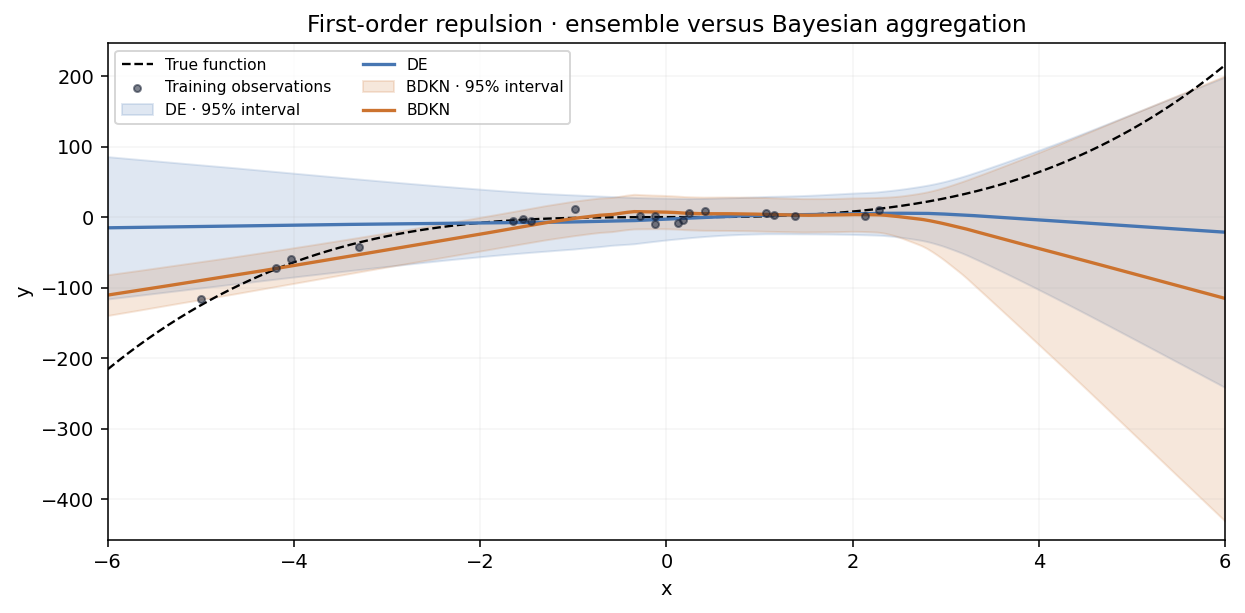 First-order repulsion · ensemble versus Bayesian aggregation
True function
Training observations
DE · 95% interval
DE
BDKN · 95% interval
BDKN
y
200
100
0
−100
−200
−300
−400
−6
−4
−2
0
2
4
6
x